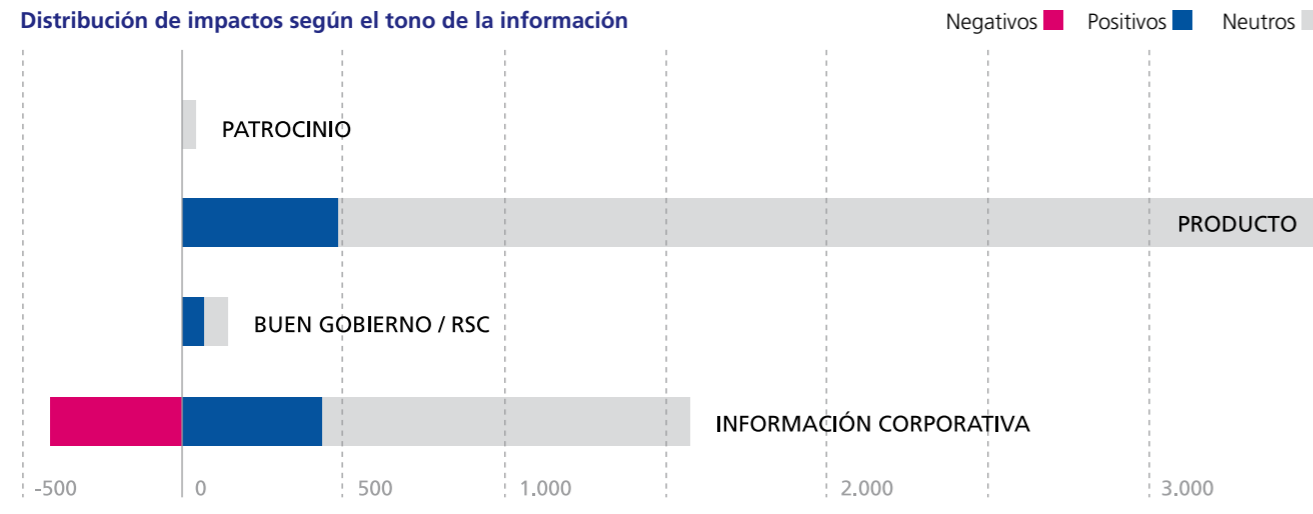 Distribución de impactos según el tono de la información
Negativos Positivos Neutros
PATROCINIO
PRODUCTO
BUEN GOBIERNO / RSC
INFORMACIÓN CORPORATIVA
-500 0 500 1.000 2.000 3.000